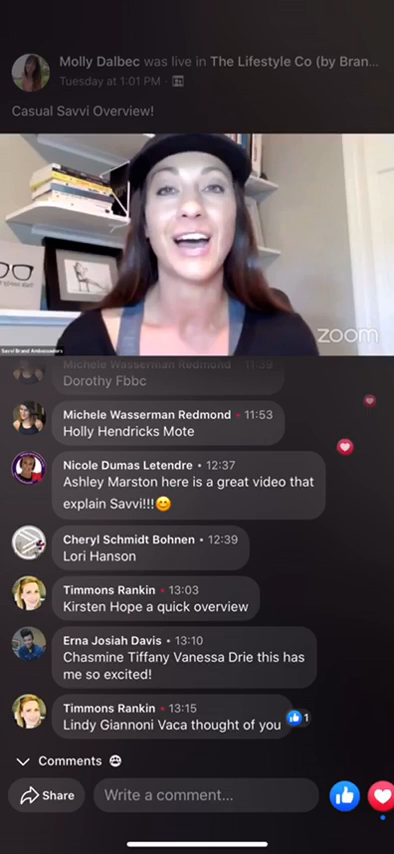 Molly Dalbec was live in The Lifestyle Co (by Bran...
Tuesday at 1:01 PM ·
Casual Savvi Overview!
zoom
Savvi Brand Ambassadors
Michele Wasserman Redmond • 11:39
Dorothy Fbbc
Michele Wasserman Redmond • 11:53
Holly Hendricks Mote
Nicole Dumas Letendre • 12:37
Ashley Marston here is a great video that
explain Savvi!!!😊
Cheryl Schmidt Bohnen • 12:39
Lori Hanson
Timmons Rankin • 13:03
Kirsten Hope a quick overview
Erna Josiah Davis • 13:10
Chasmine Tiffany Vanessa Drie this has
me so excited!
Timmons Rankin • 13:15
Lindy Giannoni Vaca thought of you
1
Comments
Share
Write a comment...